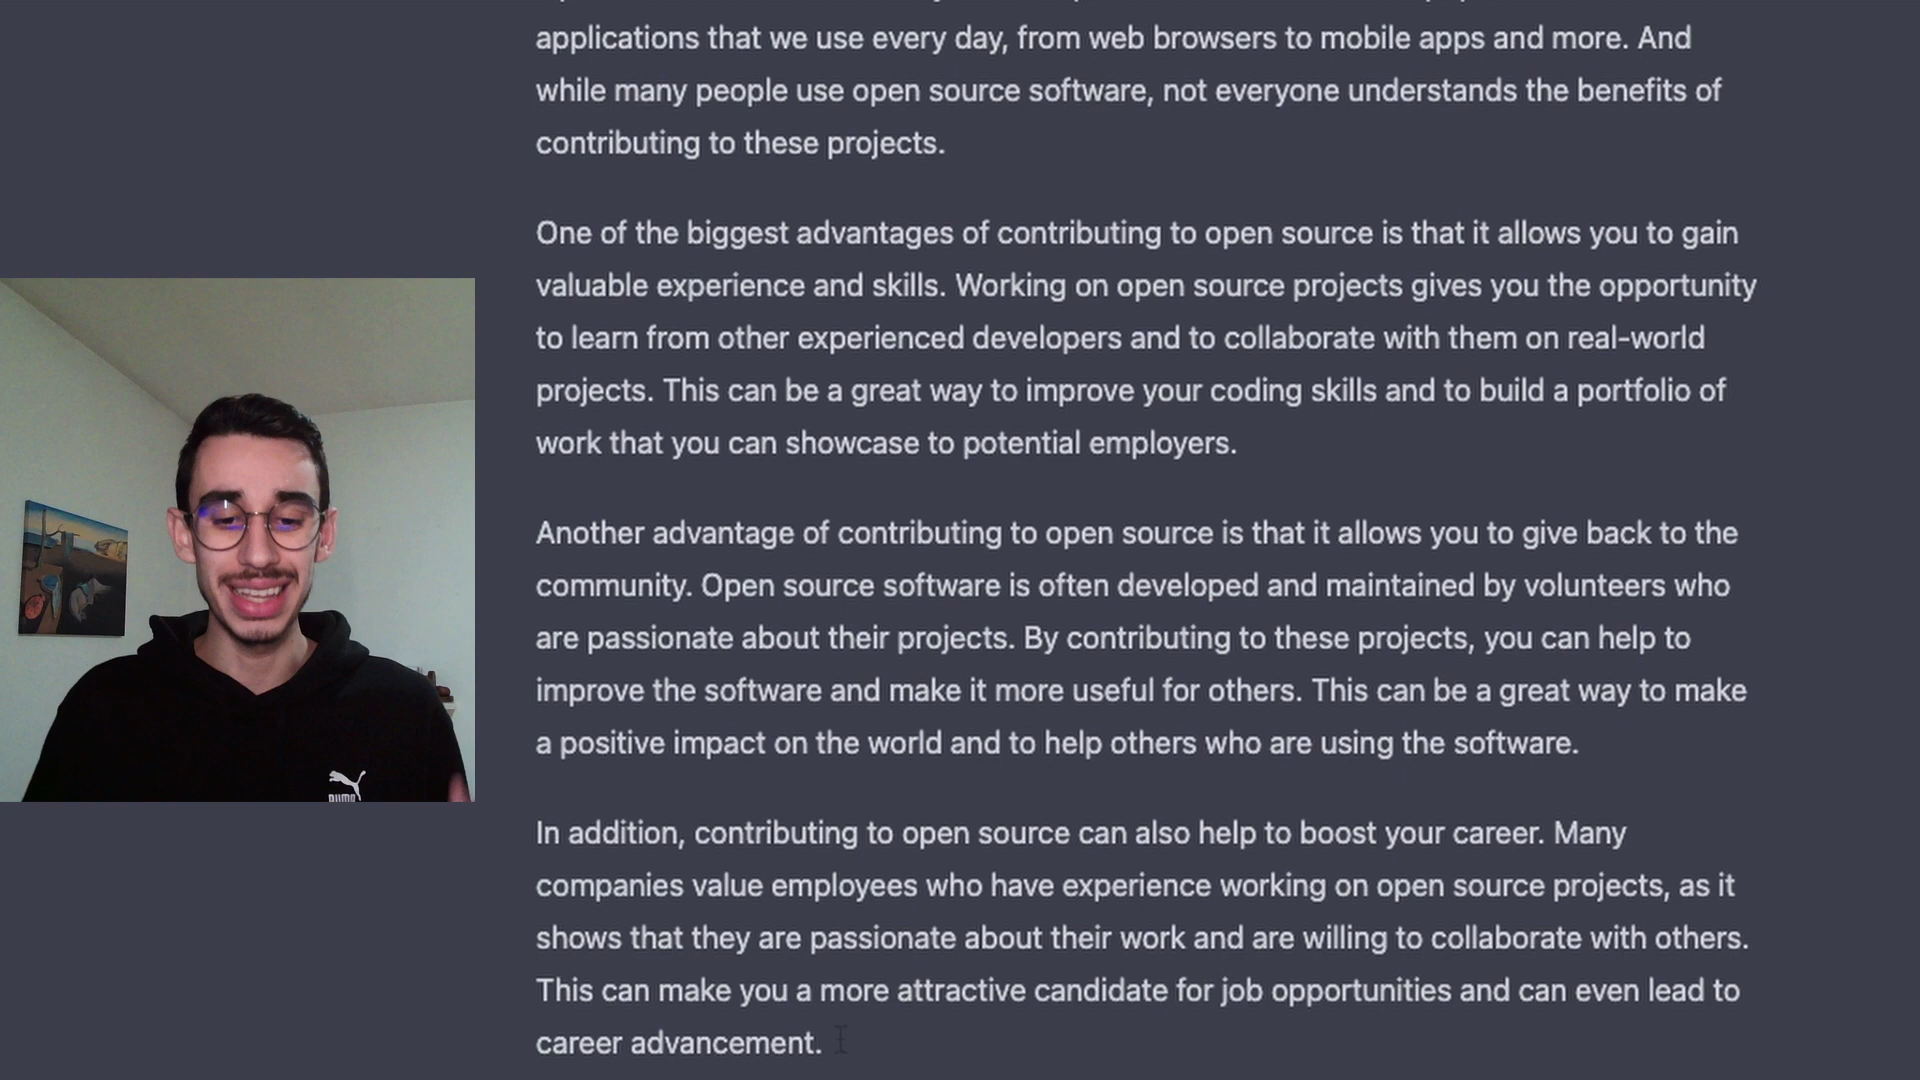 applications that we use every day, from web browsers to mobile apps and more. And
while many people use open source software, not everyone understands the benefits of
contributing to these projects.
One of the biggest advantages of contributing to open source is that it allows you to gain
valuable experience and skills. Working on open source projects gives you the opportunity
to learn from other experienced developers and to collaborate with them on real-world
projects. This can be a great way to improve your coding skills and to build a portfolio of
work that you can showcase to potential employers.
Another advantage of contributing to open source is that it allows you to give back to the
community. Open source software is often developed and maintained by volunteers who
are passionate about their projects. By contributing to these projects, you can help to
improve the software and make it more useful for others. This can be a great way to make
a positive impact on the world and to help others who are using the software.
In addition, contributing to open source can also help to boost your career. Many
companies value employees who have experience working on open source projects, as it
shows that they are passionate about their work and are willing to collaborate with others.
This can make you a more attractive candidate for job opportunities and can even lead to
career advancement.
PUMA